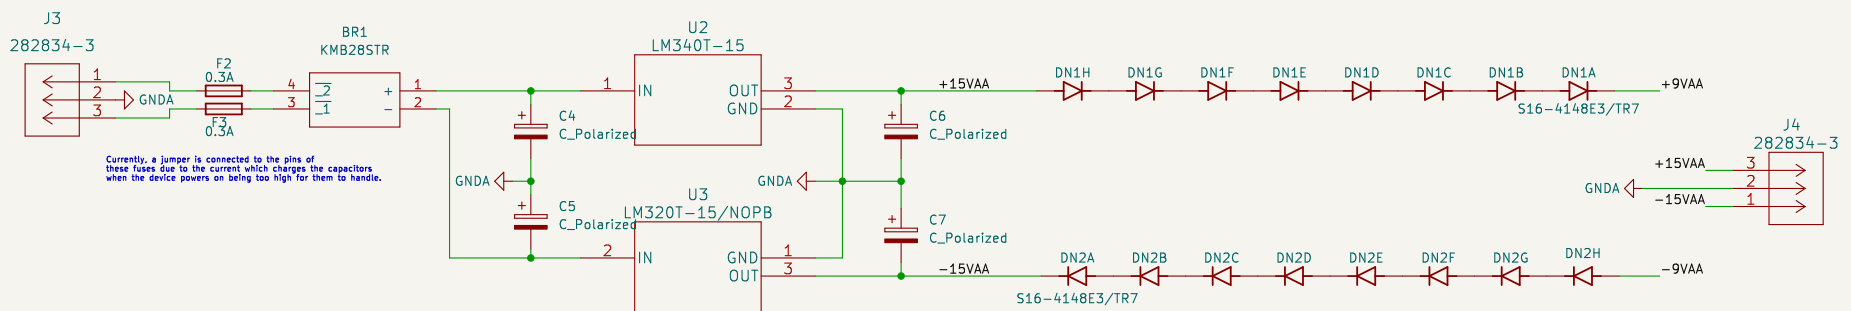 J3
282834-3
1
2
3
GNDA
F2
0.3A
F3
0.3A
BR1
KMB28STR
4
3
_2
_1
+
-
1
2
Currently, a jumper is connected to the pins of
these fuses due to the current which charges the capacitors
when the device powers on being too high for them to handle.
C4
C_Polarized
+
GNDA
C5
C_Polarized
+
U2
LM340T-15
1
IN
OUT
GND
3
2
U3
LM320T-15/NOPB
2
IN
GND
OUT
1
3
GNDA
+
C6
C_Polarized
+
C7
C_Polarized
+15VAA
DN1H
DN1G
DN1F
DN1E
DN1D
DN1C
DN1B
DN1A
S16-4148E3/TR7
+9VAA
-15VAA
DN2A
DN2B
DN2C
DN2D
DN2E
DN2F
DN2G
DN2H
S16-4148E3/TR7
-9VAA
J4
282834-3
+15VAA
3
GNDA
2
-15VAA
1